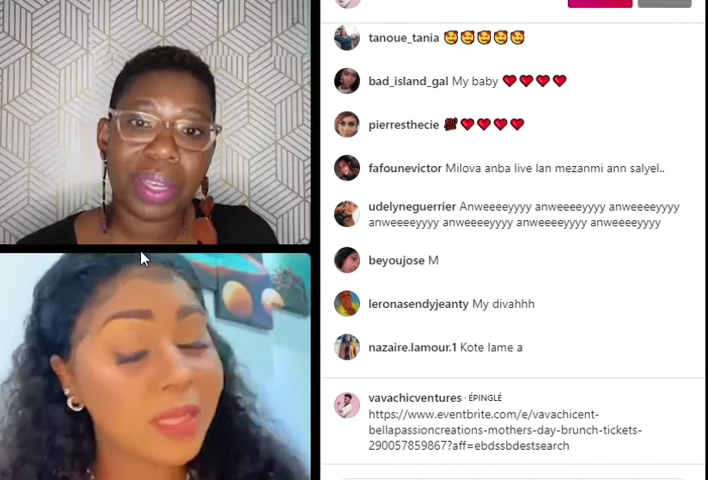 tanoue_tania 🥰🥰🥰🥰🥰
bad_island_gal My baby ❤❤❤❤
pierresthecie 💯❤❤❤❤
fafounevictor Milova anba live lan mezanmi ann salyel..
udelyneguerrier Anweeeeyyyy anweeeeyyyy anweeeeyyyy
anweeeeyyyy anweeeeyyyy anweeeeyyyy anweeeeyyyy
beyoujose M
leronasendyjeanty My divahhh
nazaire.lamour.1 Kote lame a
vavachicventures · ÉPINGLÉ
https://www.eventbrite.com/e/vavachicent-
bellapassioncreations-mothers-day-brunch-tickets-
290057859867?aff=ebdssbdestsearch